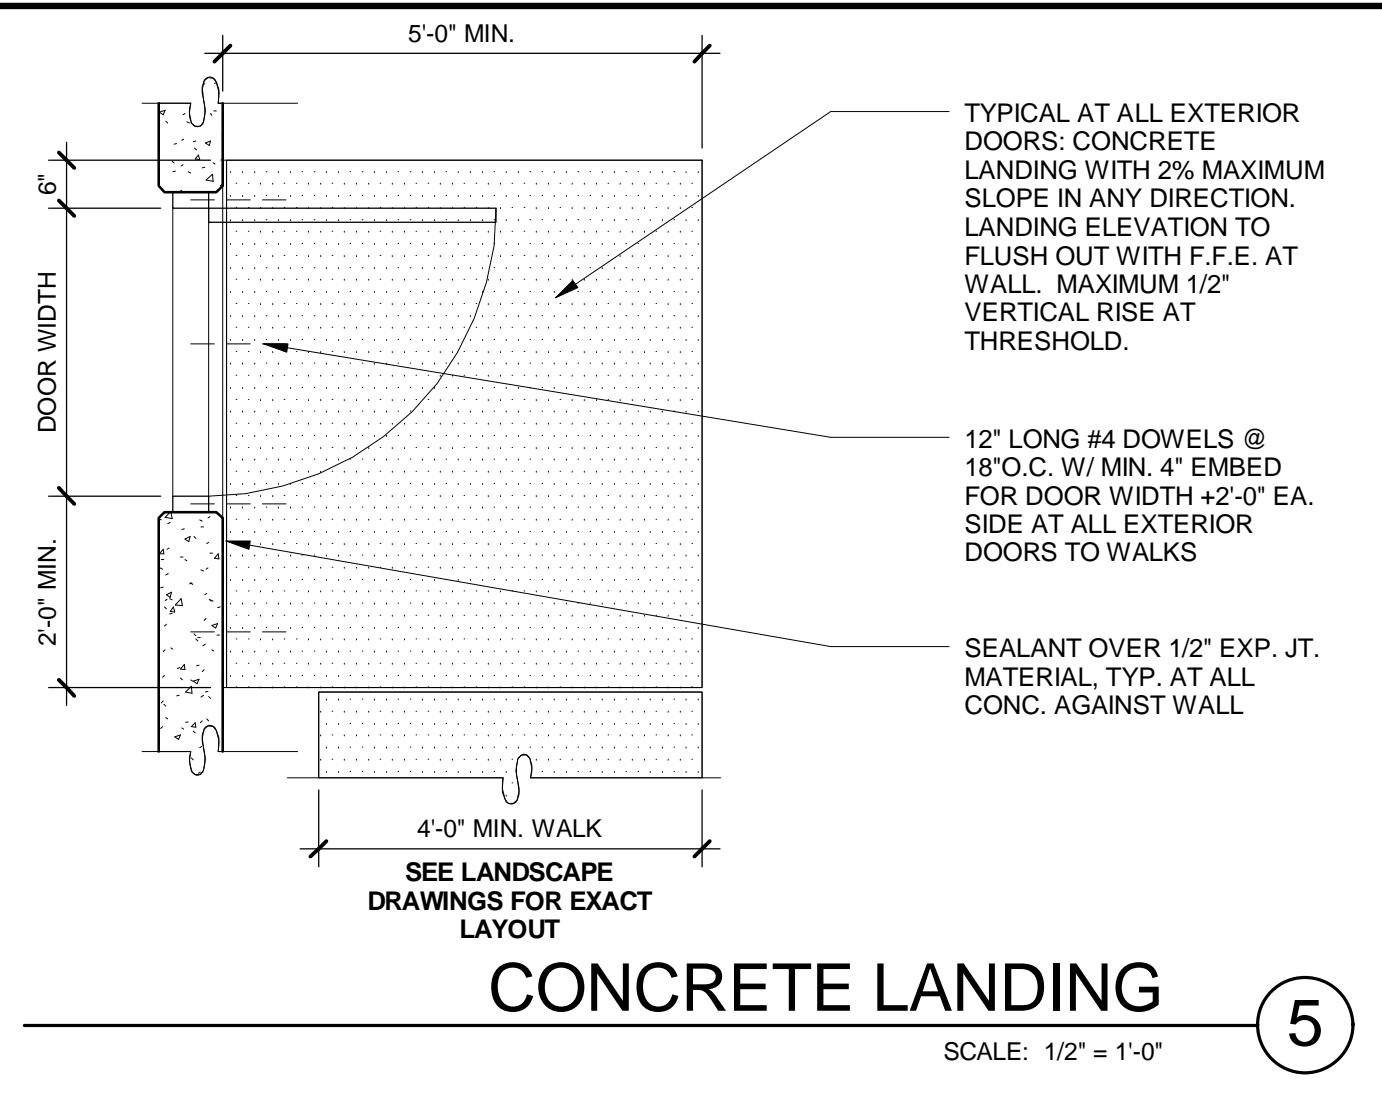 5'-0" MIN.
6"
DOOR WIDTH
2'-0" MIN.
TYPICAL AT ALL EXTERIOR
DOORS: CONCRETE
LANDING WITH 2% MAXIMUM
SLOPE IN ANY DIRECTION.
LANDING ELEVATION TO
FLUSH OUT WITH F.F.E. AT
WALL.  MAXIMUM 1/2"
VERTICAL RISE AT
THRESHOLD.
12" LONG #4 DOWELS @
18"O.C. W/ MIN. 4" EMBED
FOR DOOR WIDTH +2'-0" EA.
SIDE AT ALL EXTERIOR
DOORS TO WALKS
SEALANT OVER 1/2" EXP. JT.
MATERIAL, TYP. AT ALL
CONC. AGAINST WALL
4'-0" MIN. WALK
SEE LANDSCAPE
DRAWINGS FOR EXACT
LAYOUT
CONCRETE LANDING
5
SCALE:  1/2" = 1'-0"